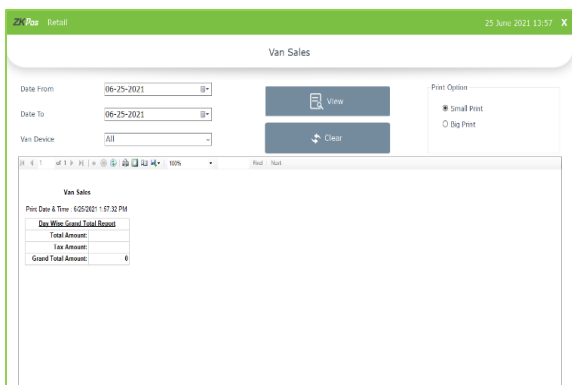 ZKPos Retail 25 June 2021 13:57 X
Van Sales
Date From 06-25-2021
Date To 06-25-2021
Van Device All
View
Clear
Print Option
Small Print
Big Print
1 of 1 100% Find Next
Van Sales
Print Date & Time : 6/25/2021 1:57:32 PM
Day Wise Grand Total Report
Total Amount:
Tax Amount:
Grand Total Amount: 0